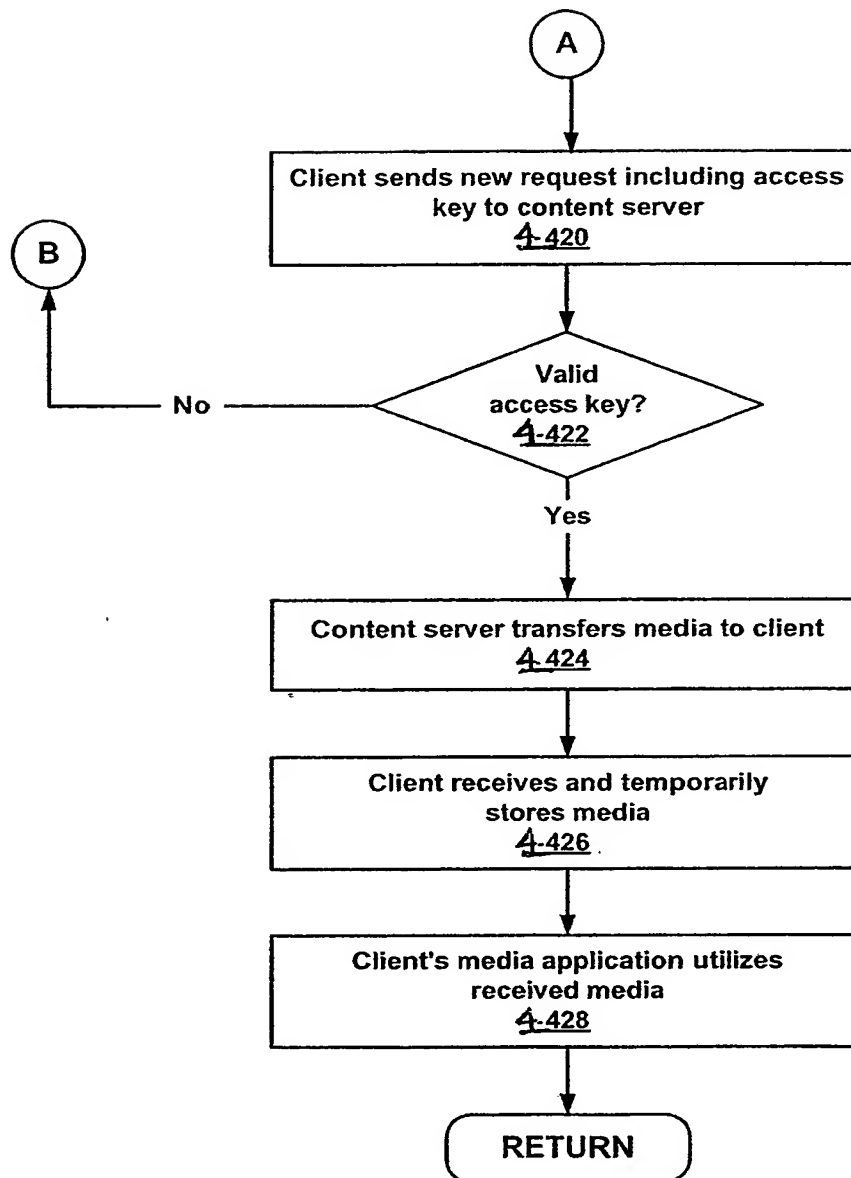 A
Client sends new request including access
key to content server
4-420
B
Valid
access key?
4-422
No
Yes
Content server transfers media to client
4-424
Client receives and temporarily
stores media
4-426
Client's media application utilizes
received media
4-428
RETURN